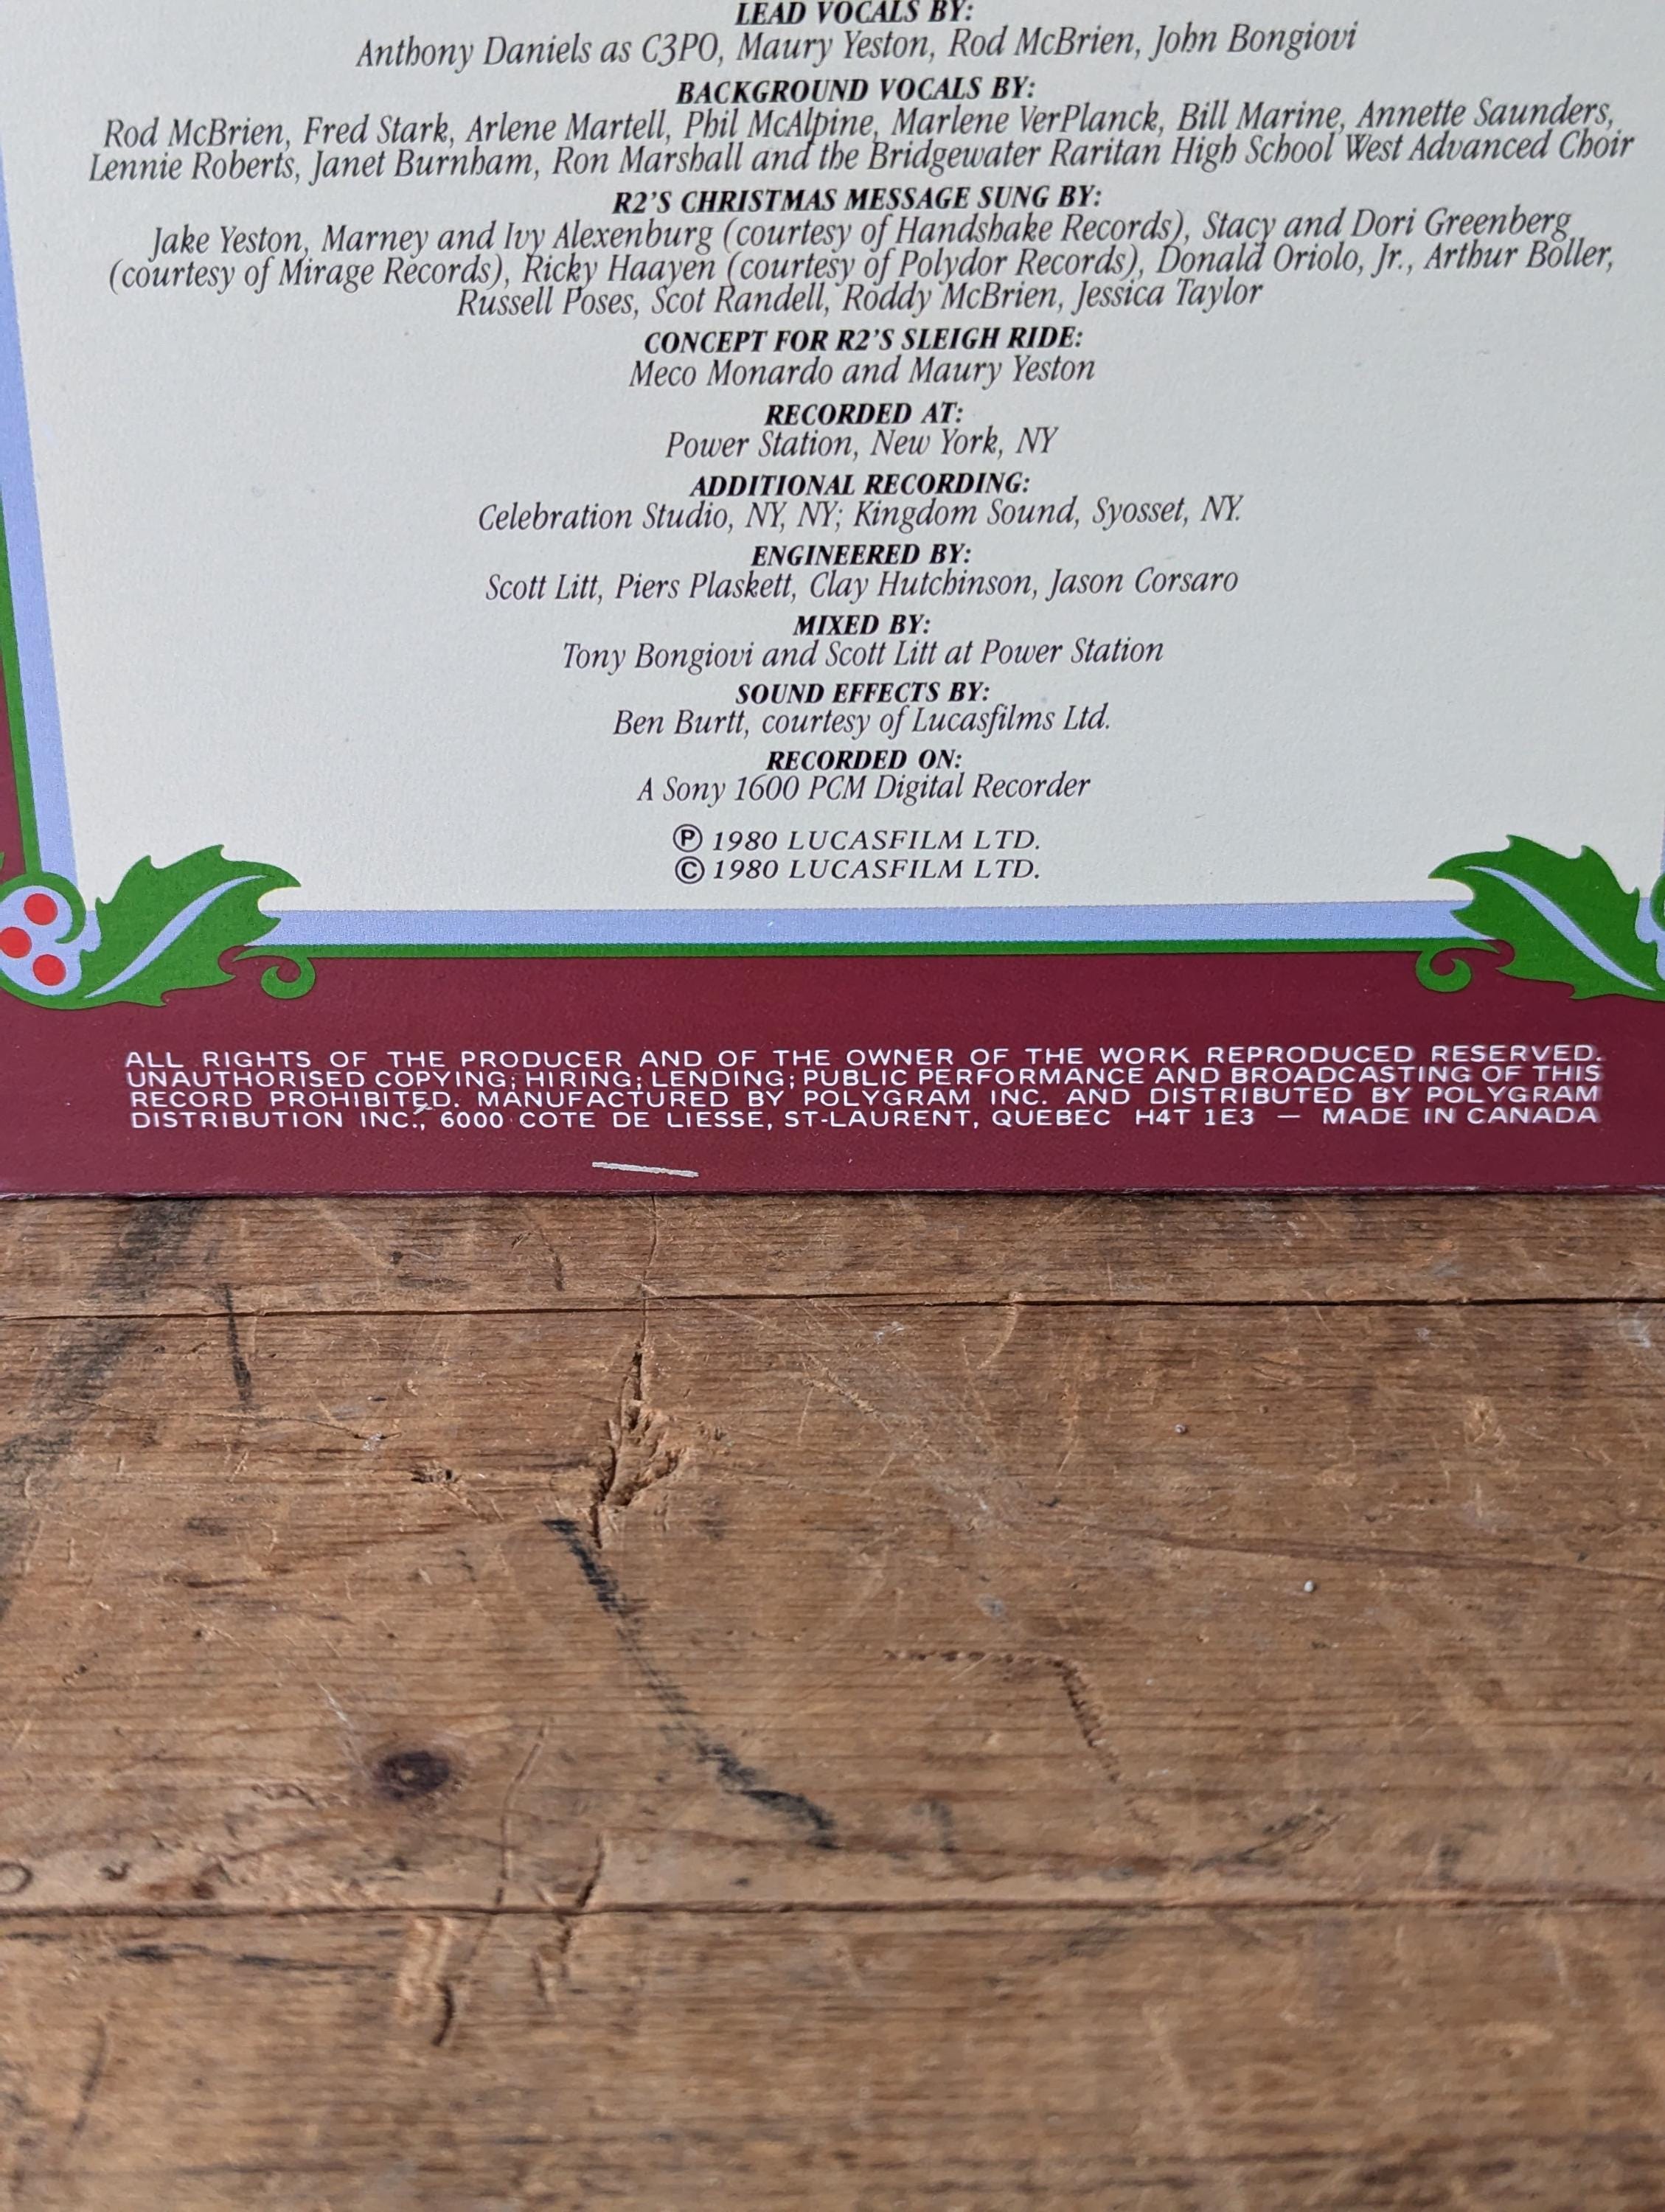 LEAD VOCALS BY:
Anthony Daniels as C3PO, Maury Yeston, Rod McBrien, John Bongiovi
BACKGROUND VOCALS BY:
Rod McBrien, Fred Stark, Arlene Martell, Phil McAlpine, Marlene VerPlanck, Bill Marine, Annette Saunders,
Lennie Roberts, Janet Burnham, Ron Marshall and the Bridgewater Raritan High School West Advanced Choir
R2'S CHRISTMAS MESSAGE SUNG BY:
Jake Yeston, Marney and Ivy Alexenburg (courtesy of Handshake Records), Stacy and Dori Greenberg
(courtesy of Mirage Records), Ricky Haayen (courtesy of Polydor Records), Donald Oriolo, Jr., Arthur Boller,
Russell Poses, Scot Randell, Roddy McBrien, Jessica Taylor
CONCEPT FOR R2'S SLEIGH RIDE:
Meco Monardo and Maury Yeston
RECORDED AT:
Power Station, New York, NY
ADDITIONAL RECORDING:
Celebration Studio, NY, NY; Kingdom Sound, Syosset, NY.
ENGINEERED BY:
Scott Litt, Piers Plaskett, Clay Hutchinson, Jason Corsaro
MIXED BY:
Tony Bongiovi and Scott Litt at Power Station
SOUND EFFECTS BY:
Ben Burtt, courtesy of Lucasfilms Ltd.
RECORDED ON:
A Sony 1600 PCM Digital Recorder
Ⓟ 1980 LUCASFILM LTD.
© 1980 LUCASFILM LTD.
ALL RIGHTS OF THE PRODUCER AND OF THE OWNER OF THE WORK REPRODUCED RESERVED.
UNAUTHORISED COPYING; HIRING; LENDING; PUBLIC PERFORMANCE AND BROADCASTING OF THIS
RECORD PROHIBITED. MANUFACTURED BY POLYGRAM INC. AND DISTRIBUTED BY POLYGRAM
DISTRIBUTION INC., 6000 COTE DE LIESSE, ST-LAURENT, QUEBEC H4T 1E3 — MADE IN CANADA